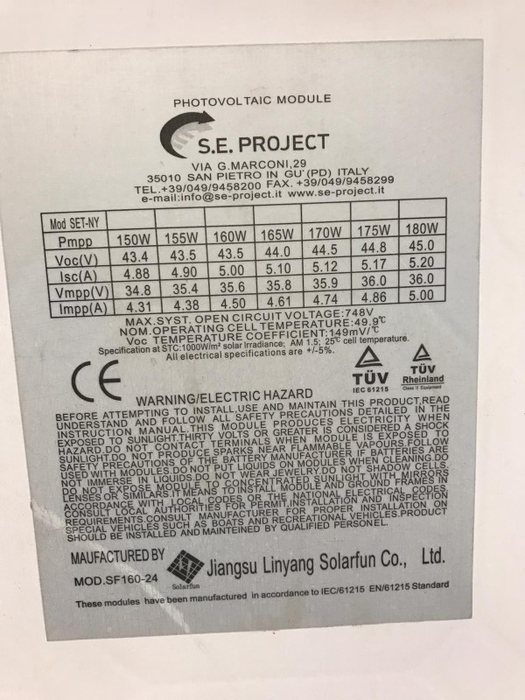 PHOTOVOLTAIC MODULE
S.E. PROJECT
VIA G.MARCONI,29
35010 SAN PIETRO IN GU' (PD) ITALY
TEL.+39/049/9458200 FAX. +39/049/9458299
e-mail:info@se-project.it www.se-project.it
Mod SET-NY
Pmpp 150W 155W 160W 165W 170W 175W 180W
Voc(V) 43.4 43.5 43.5 44.0 44.5 44.8 45.0
Isc(A) 4.88 4.90 5.00 5.10 5.12 5.17 5.20
Vmpp(V) 34.8 35.4 35.6 35.8 35.9 36.0 36.0
Impp(A) 4.31 4.38 4.50 4.61 4.74 4.86 5.00
MAX.SYST. OPEN CIRCUIT VOLTAGE:748V
NOM.OPERATING CELL TEMPERATURE:49.9°C
Voc TEMPERATURE COEFFICIENT:149mV/°C
Specification at STC:1000W/m² solar irradiance; AM 1.5; 25°C cell temperature.
All electrical specifications are +/-5%.
CE
TÜV
IEC 61215
TÜV
Rheinland
Class II Equipment
WARNING/ELECTRIC HAZARD
BEFORE ATTEMPTING TO INSTALL,USE AND MAINTAIN THIS PRODUCT,READ
UNDERSTAND AND FOLLOW ALL SAFETY PRECAUTIONS DETAILED IN THE
INSTRUCTION MANUAL THIS MODULE PRODUCES ELECTRICITY WHEN
EXPOSED TO SUNLIGHT.THIRTY VOLTS OR GREATER IS CONSIDERED A SHOCK
HAZARD.DO NOT CONTACT TERMINALS WHEN MODULE IS EXPOSED TO
SUNLIGHT.DO NOT PRODUCE SPARKS NEAR FLAMMABLE VAPOURS.FOLLOW
SAFETY PRECAUTIONS OF THE BATTERY MANUFACTURER IF BATTERIES ARE
USED WITH MODULES.DO NOT PUT LIQUIDS ON MODULES WHEN CLEANING.DO
NOT IMMERSE IN LIQUIDS.DO NOT WEAR JEWELRY.DO NOT SHADOW CELLS.
DO NOT EXPOSE MODULE TO CONCENTRATED SUNLIGHT WITH MIRRORS
LENSES OR SIMILARS.IT MEANS TO INSTALL MODULE AND GROUND FRAMES IN
ACCORDANCE WITH LOCAL CODES OR THE NATIONAL ELECTRICAL CODES.
CONSULT LOCAL AUTHORITIES FOR PERMIT,INSTALLATION AND INSPECTION
REQUIREMENTS.CONSULT MANUFACTURER FOR PROPER INSTALLATION ON
SPECIAL VEHICLES SUCH AS BOATS AND RECREATIONAL VEHICLES.PRODUCT
SHOULD BE INSTALLED AND MAINTEINED BY QUALIFIED PERSONEL.
MAUFACTURED BY
Solarfun
Jiangsu Linyang Solarfun Co., Ltd.
MOD.SF160-24
These modules have been manufactured in accordance to IEC/61215 EN/61215 Standard